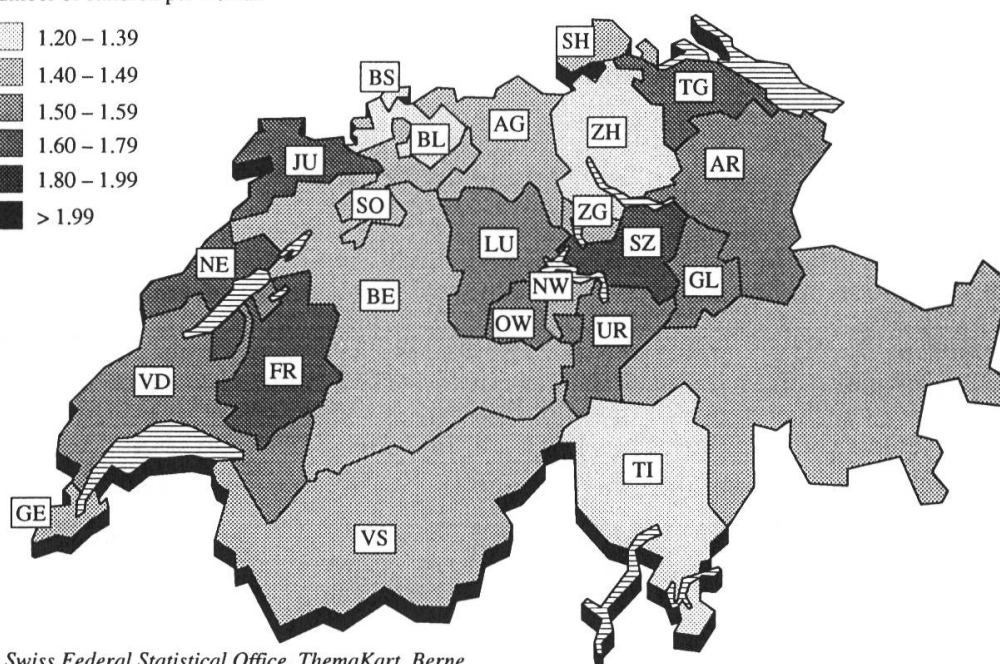 1.20 – 1.39
1.40 – 1.49
1.50 – 1.59
1.60 – 1.79
1.80 – 1.99
> 1.99
SH
BS
TG
BL
AG
ZH
JU
AR
SO
ZG
LU
SZ
NE
BE
NW
GL
OW
UR
FR
VD
TI
GE
VS
Swiss Federal Statistical Office, ThemaKart, Berne